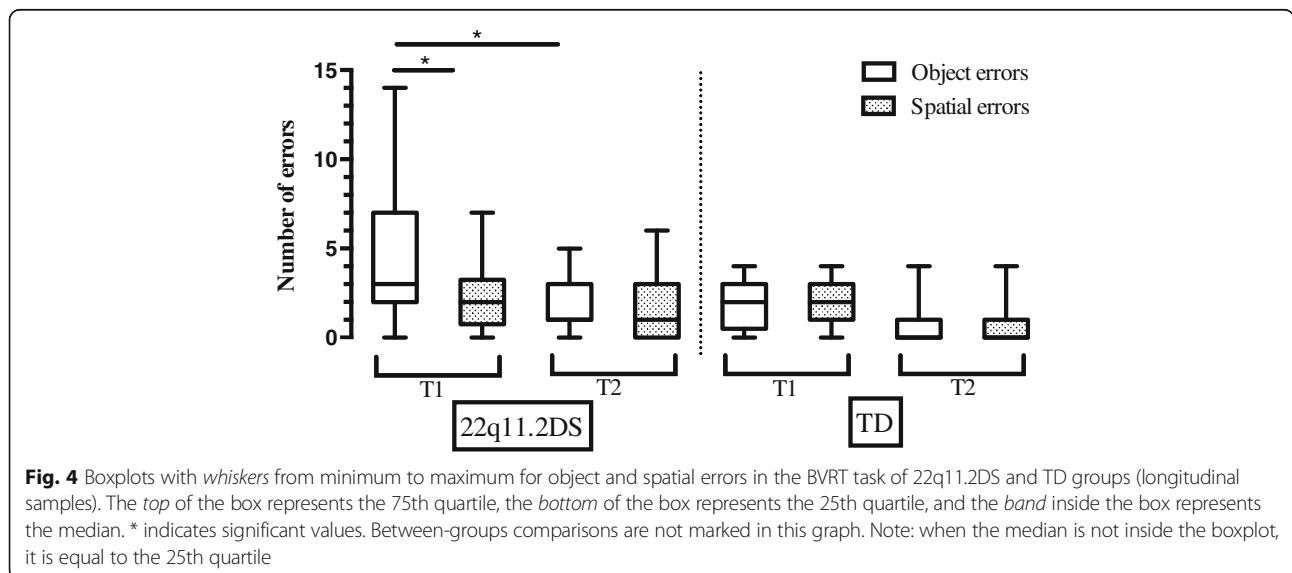 *
*
15
10
5
0
Number of errors
Object errors
Spatial errors
T1
T2
T1
T2
22q11.2DS
TD
Fig. 4 Boxplots with whiskers from minimum to maximum for object and spatial errors in the BVRT task of 22q11.2DS and TD groups (longitudinal
samples). The top of the box represents the 75th quartile, the bottom of the box represents the 25th quartile, and the band inside the box represents
the median. * indicates significant values. Between-groups comparisons are not marked in this graph. Note: when the median is not inside the boxplot,
it is equal to the 25th quartile